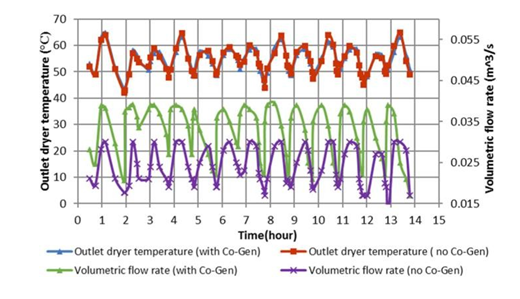 Outlet dryer temperature (°C)
70
60
50
40
30
20
10
0
0 1 2 3 4 5 6 7 8 9 10 11 12 13 14 15
Time(hour)
0.055
0.045
0.035
0.025
0.015
Volumetric flow rate (m^3/s
Outlet dryer temperature (with Co-Gen)
Outlet dryer temperature ( no Co-Gen)
Volumetric flow rate (with Co-Gen)
Volumetric flow rate (no Co-Gen)